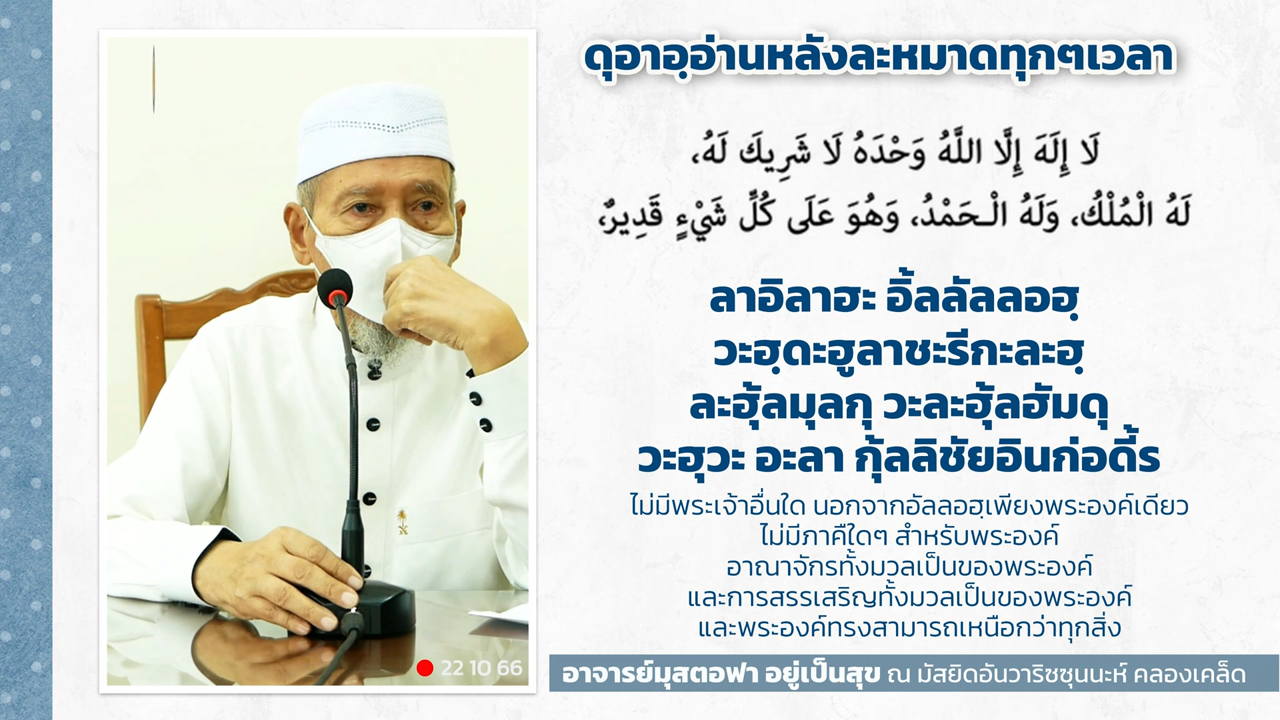 ดุอาอฺอ่านหลังละหมาดทุกๆเวลา
لَا إِلَهَ إِلَّا اللَّهُ وَحْدَهُ لَا شَرِيكَ لَهُ،
لَهُ الْمُلْكُ، وَلَهُ الْـحَمْدُ، وَهُوَ عَلَى كُلِّ شَيْءٍ قَدِيرٌ،
ลาอิลาฮะ อิ้ลลัลลอฮฺ
วะฮฺดะฮูลาชะรีกะละฮฺ
ละฮุ้ลมุลกุ วะละฮุ้ลฮัมดุ
วะฮุวะ อะลา กุ้ลลิชัยอินก่อดี้ร
ไม่มีพระเจ้าอื่นใด นอกจากอัลลอฮฺเพียงพระองค์เดียว
ไม่มีภาคีใดๆ สำหรับพระองค์
อาณาจักรทั้งมวลเป็นของพระองค์
และการสรรเสริญทั้งมวลเป็นของพระองค์
และพระองค์ทรงสามารถเหนือกว่าทุกสิ่ง
22 10 66
อาจารย์มุสตอฟา อยู่เป็นสุข ณ มัสยิดอันวาริซซุนนะห์ คลองเคล็ด